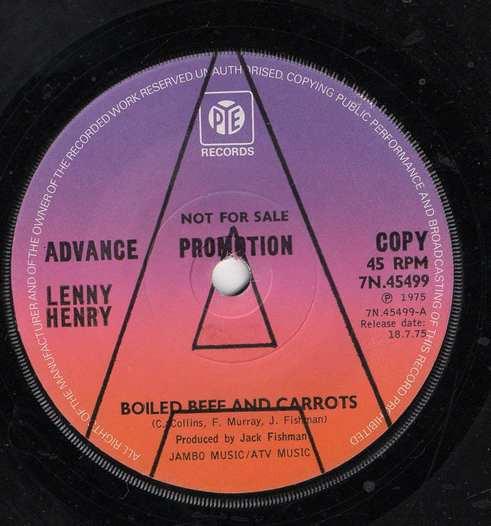 ALL RIGHTS OF THE MANUFACTURER AND OF THE OWNER OF THE RECORDED WORK RESERVED UNAUTHORISED, COPYING PUBLIC PERFORMANCE AND BROADCASTING OF THIS RECORD PROHIBITED
PYE
RECORDS
NOT FOR SALE
ADVANCE PROMOTION COPY
45 RPM
7N.45499
LENNY
HENRY
℗ 1975
7N.45499-A
Release date:
18.7.75
A
BOILED BEEF AND CARROTS
(C. Collins, F. Murray, J. Fishman)
Produced by Jack Fishman
JAMBO MUSIC/ATV MUSIC